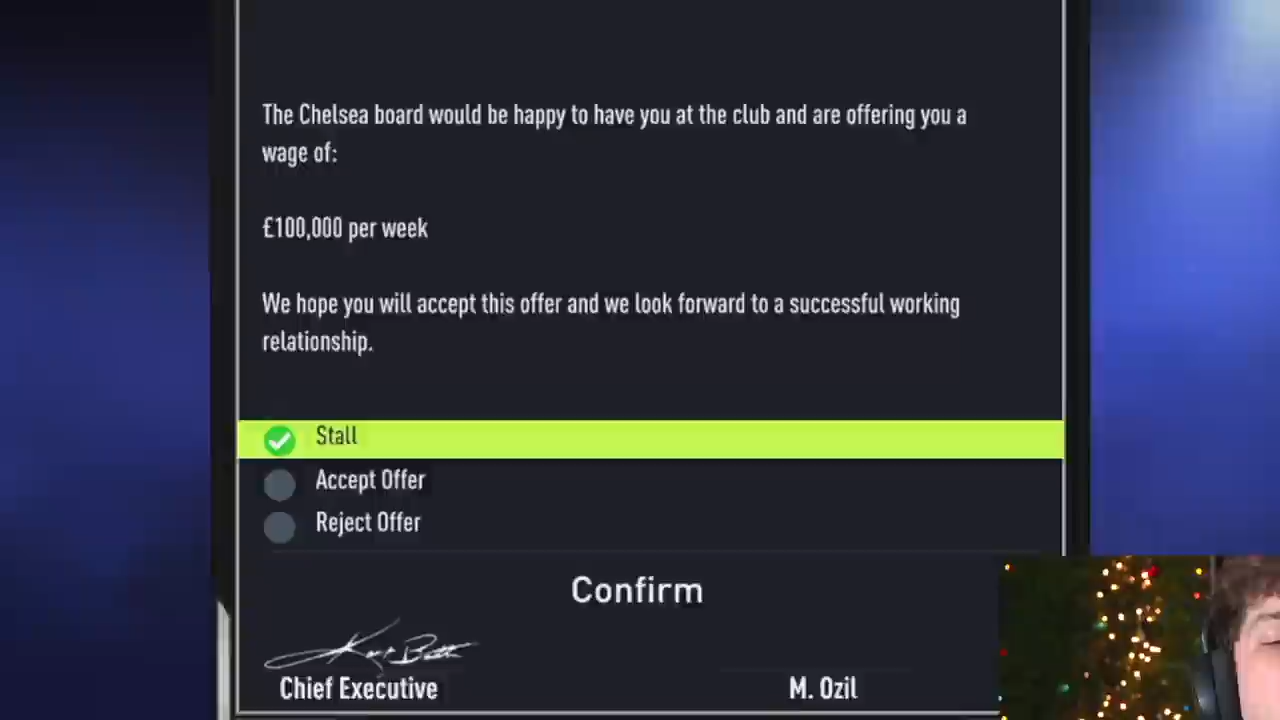 The Chelsea board would be happy to have you at the club and are offering you a
wage of:
£100,000 per week
We hope you will accept this offer and we look forward to a successful working
relationship.
Stall
Accept Offer
Reject Offer
Confirm
Chief Executive
M. Ozil